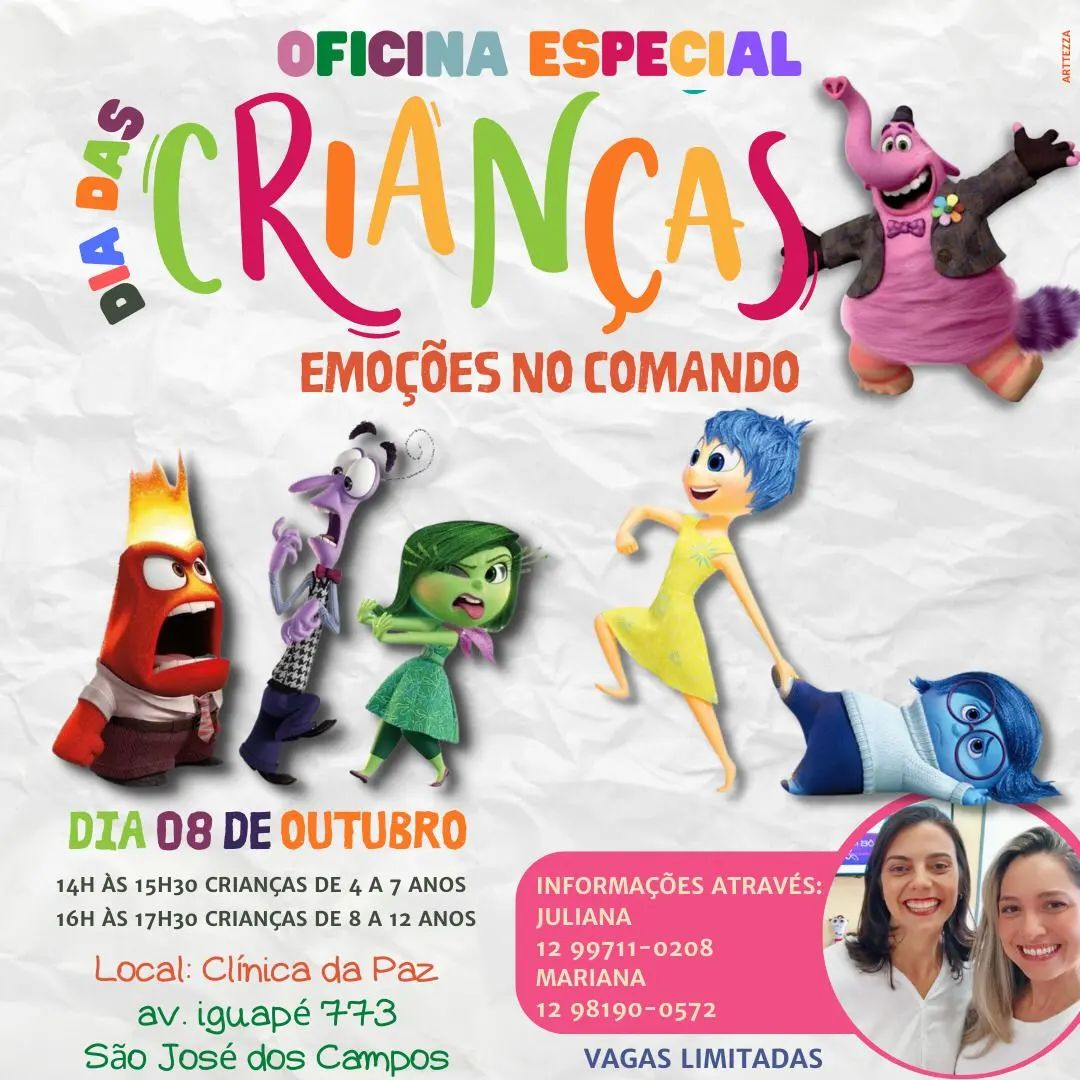 OFICINA ESPECIAL
DIA DAS
CRIANÇAS
EMOÇÕES NO COMANDO
ARTTEZZA
DIA 08 DE OUTUBRO
14H ÀS 15H30 CRIANÇAS DE 4 A 7 ANOS
16H ÀS 17H30 CRIANÇAS DE 8 A 12 ANOS
Local: Clínica da Paz
av. iguapé 773
São José dos Campos
INFORMAÇÕES ATRAVÉS:
JULIANA
12 99711-0208
MARIANA
12 98190-0572
VAGAS LIMITADAS